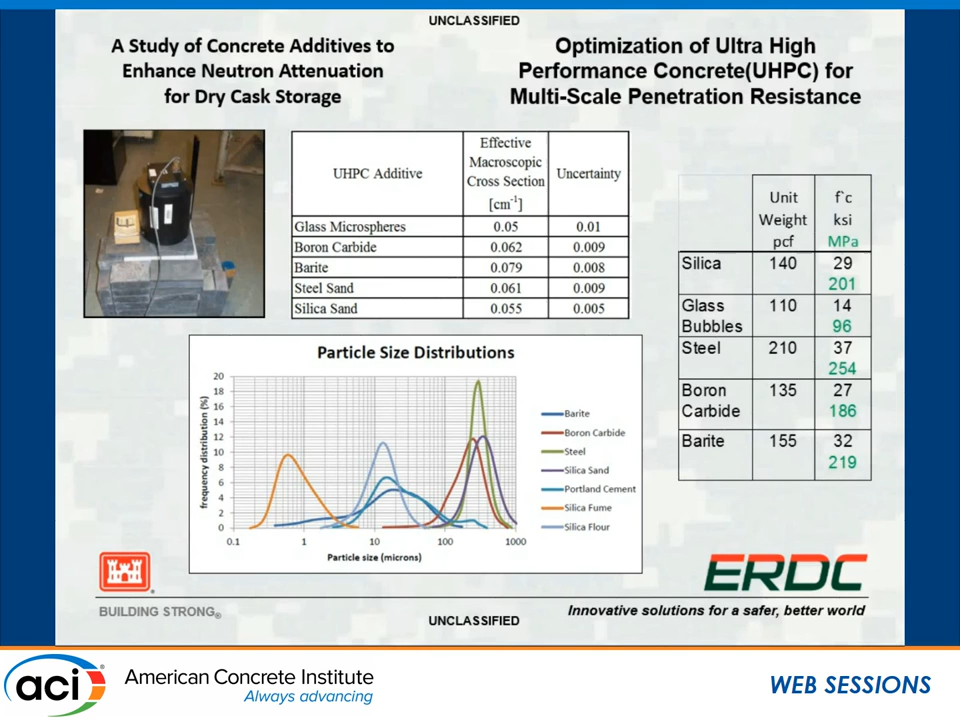 UNCLASSIFIED
A Study of Concrete Additives to
Enhance Neutron Attenuation
for Dry Cask Storage
Optimization of Ultra High
Performance Concrete(UHPC) for
Multi-Scale Penetration Resistance
UHPC Additive
Effective
Macroscopic
Cross Section
[cm-1]
Uncertainty
Glass Microspheres 0.05 0.01
Boron Carbide 0.062 0.009
Barite 0.079 0.008
Steel Sand 0.061 0.009
Silica Sand 0.055 0.005
Unit
Weight
pcf
f`c
ksi
MPa
Silica 140 29
201
Glass 110 14
Bubbles 96
Steel 210 37
254
Boron 135 27
Carbide 186
Barite 155 32
219
Particle Size Distributions
frequency distribution (%)
20
18
16
14
12
10
8
6
4
2
0
0.1 1 10 100 1000
Particle size (microns)
Barite
Boron Carbide
Steel
Silica Sand
Portland Cement
Silica Fume
Silica Flour
BUILDING STRONG®
ERDC
Innovative solutions for a safer, better world
UNCLASSIFIED
aci®
American Concrete Institute
Always advancing
WEB SESSIONS